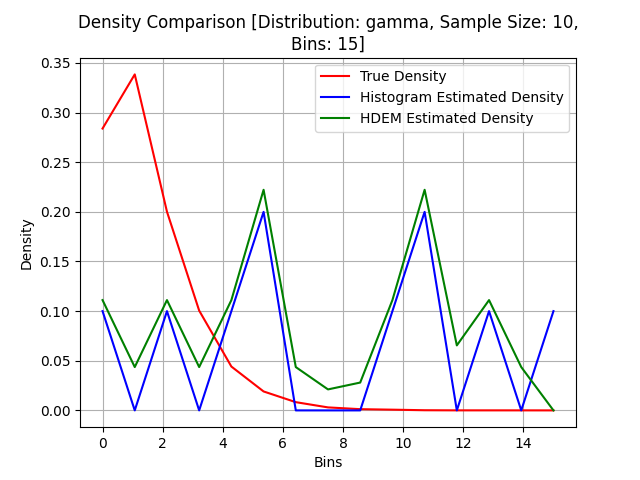 Density Comparison [Distribution: gamma, Sample Size: 10,
Bins: 15]
True Density
Histogram Estimated Density
HDEM Estimated Density
Density
0.35
0.30
0.25
0.20
0.15
0.10
0.05
0.00
0 2 4 6 8 10 12 14
Bins